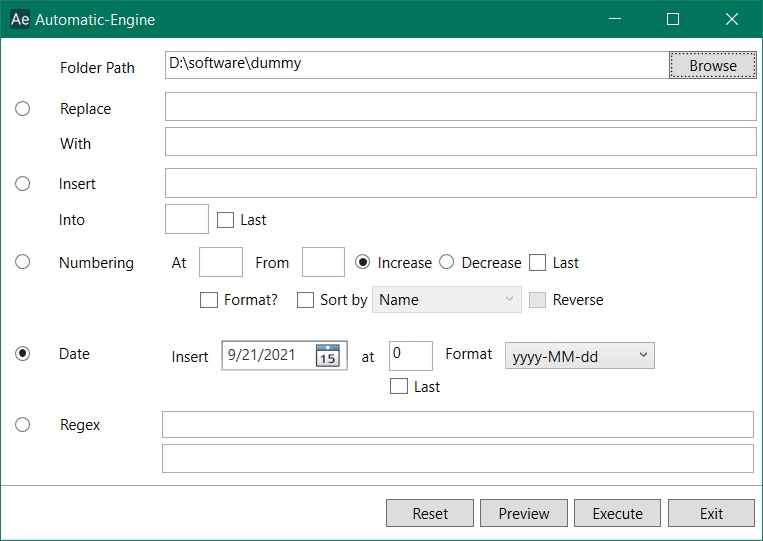 Ae Automatic-Engine
Folder Path D:\software\dummy Browse
Replace
With
Insert
Into Last
Numbering At From Increase Decrease Last
Format? Sort by Name Reverse
Date Insert 9/21/2021 15 at 0 Format yyyy-MM-dd
Last
Regex
Reset Preview Execute Exit